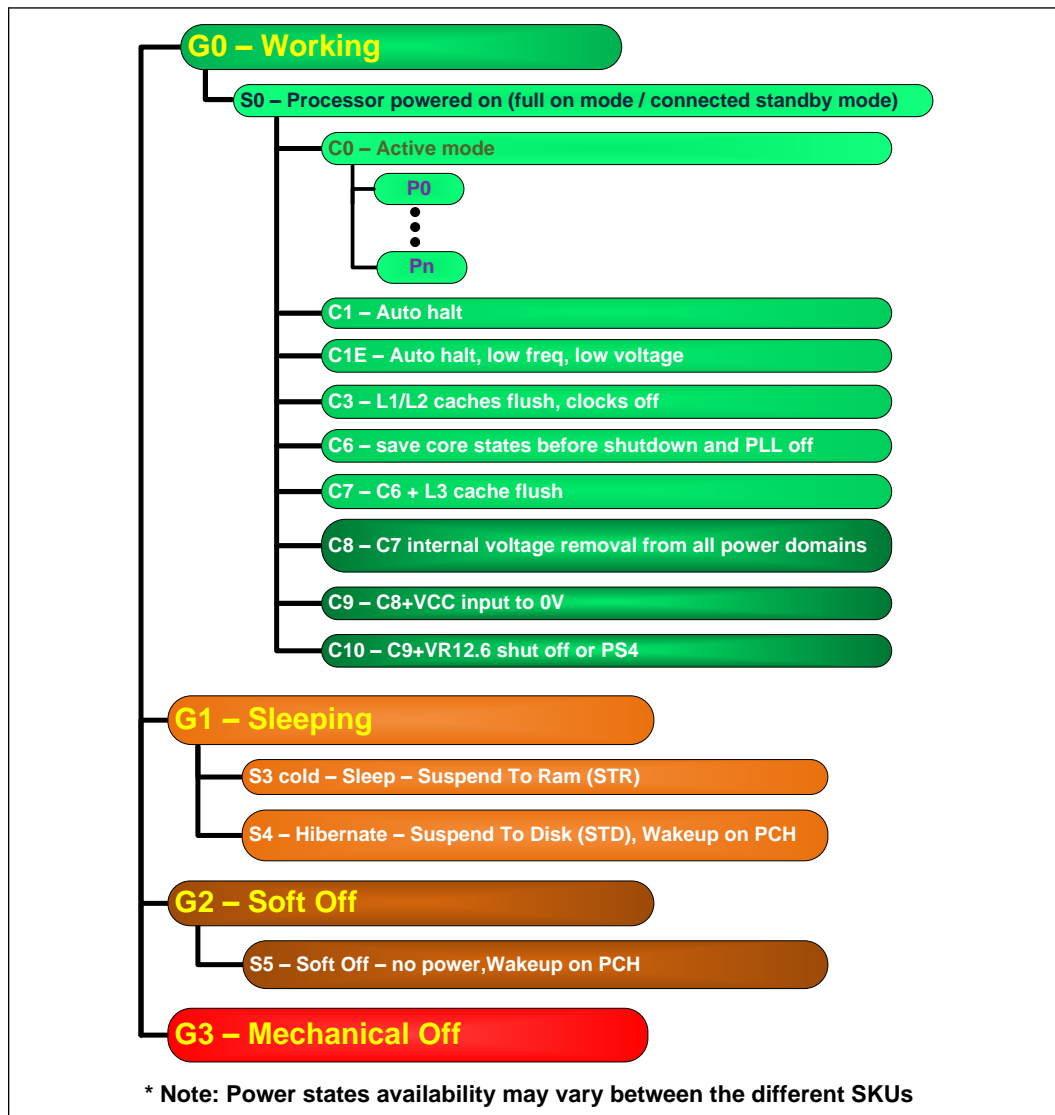 G0 – Working
S0 – Processor powered on (full on mode / connected standby mode)
C0 – Active mode
P0
Pn
C1 – Auto halt
C1E – Auto halt, low freq, low voltage
C3 – L1/L2 caches flush, clocks off
C6 – save core states before shutdown and PLL off
C7 – C6 + L3 cache flush
C8 – C7 internal voltage removal from all power domains
C9 – C8+VCC input to 0V
C10 – C9+VR12.6 shut off or PS4
G1 – Sleeping
S3 cold – Sleep – Suspend To Ram (STR)
S4 – Hibernate – Suspend To Disk (STD), Wakeup on PCH
G2 – Soft Off
S5 – Soft Off – no power,Wakeup on PCH
G3 – Mechanical Off
* Note: Power states availability may vary between the different SKUs